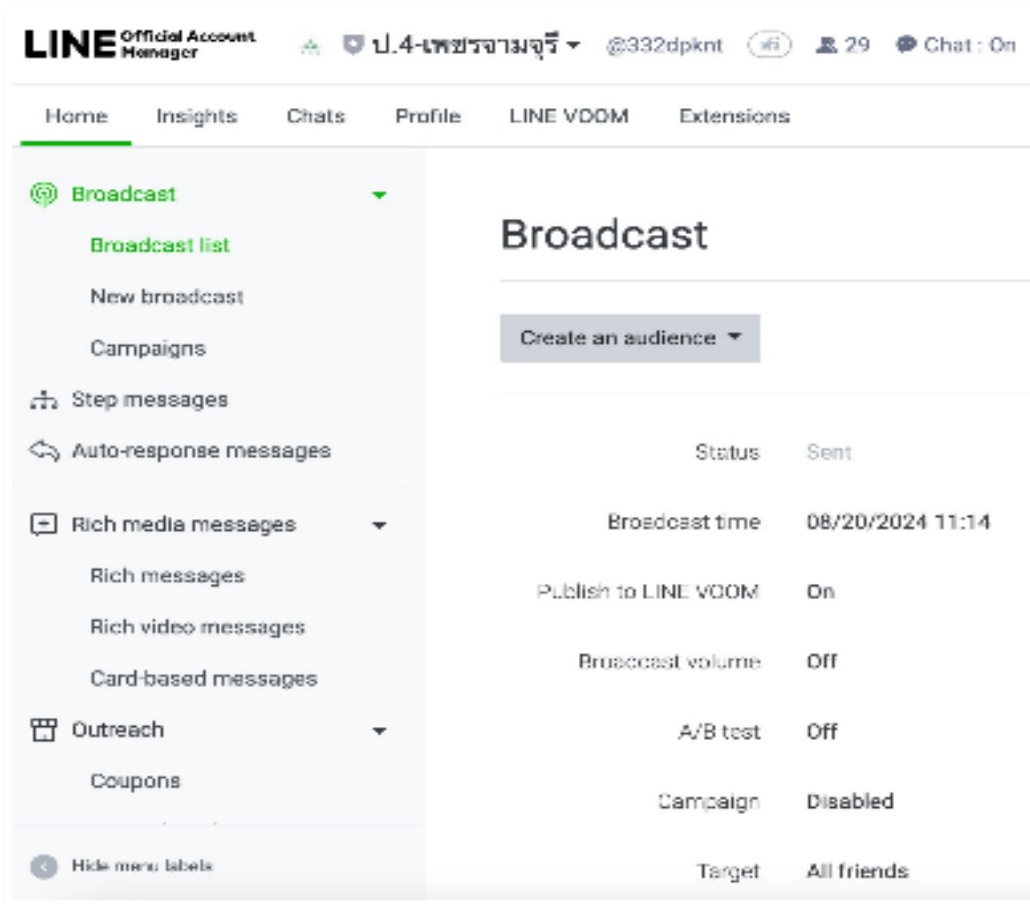 LINE Official Account Manager
ป.4-เพชรจามจุรี @332dpknt ฟรี 29 Chat : On
Home Insights Chats Profile LINE VOOM Extensions
Broadcast
Broadcast list
New broadcast
Campaigns
Step messages
Auto-response messages
Rich media messages
Rich messages
Rich video messages
Card-based messages
Outreach
Coupons
Hide menu labels
Broadcast
Create an audience
Status Sent
Broadcast time 08/20/2024 11:14
Publish to LINE VOOM On
Broadcast volume Off
A/B test Off
Campaign Disabled
Target All friends